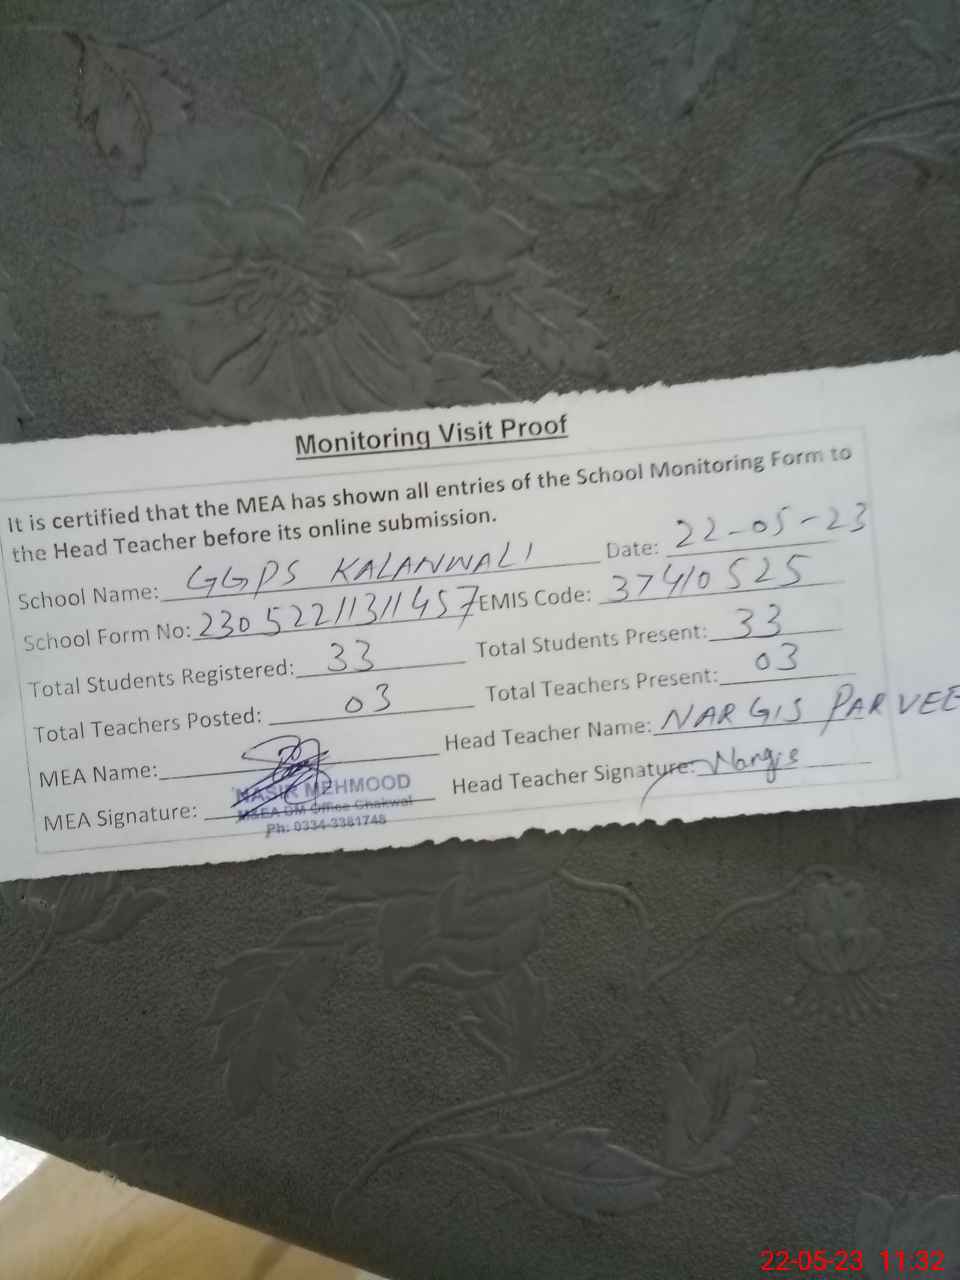 Monitoring Visit Proof
It is certified that the MEA has shown all entries of the School Monitoring Form to
the Head Teacher before its online submission.
School Name: GGPS KALANWALI Date: 22-05-23
School Form No: 23052211311457 EMIS Code: 37410525
Total Students Registered: 33 Total Students Present: 33
Total Teachers Posted: 03 Total Teachers Present: 03
MEA Name: Head Teacher Name: NARGIS PARVEE
MEA Signature: Head Teacher Signature: Nargis
NASIR MEHMOOD
M&EA DM Office Chakwal
Ph: 0334-3381748
22-05-23 11:32